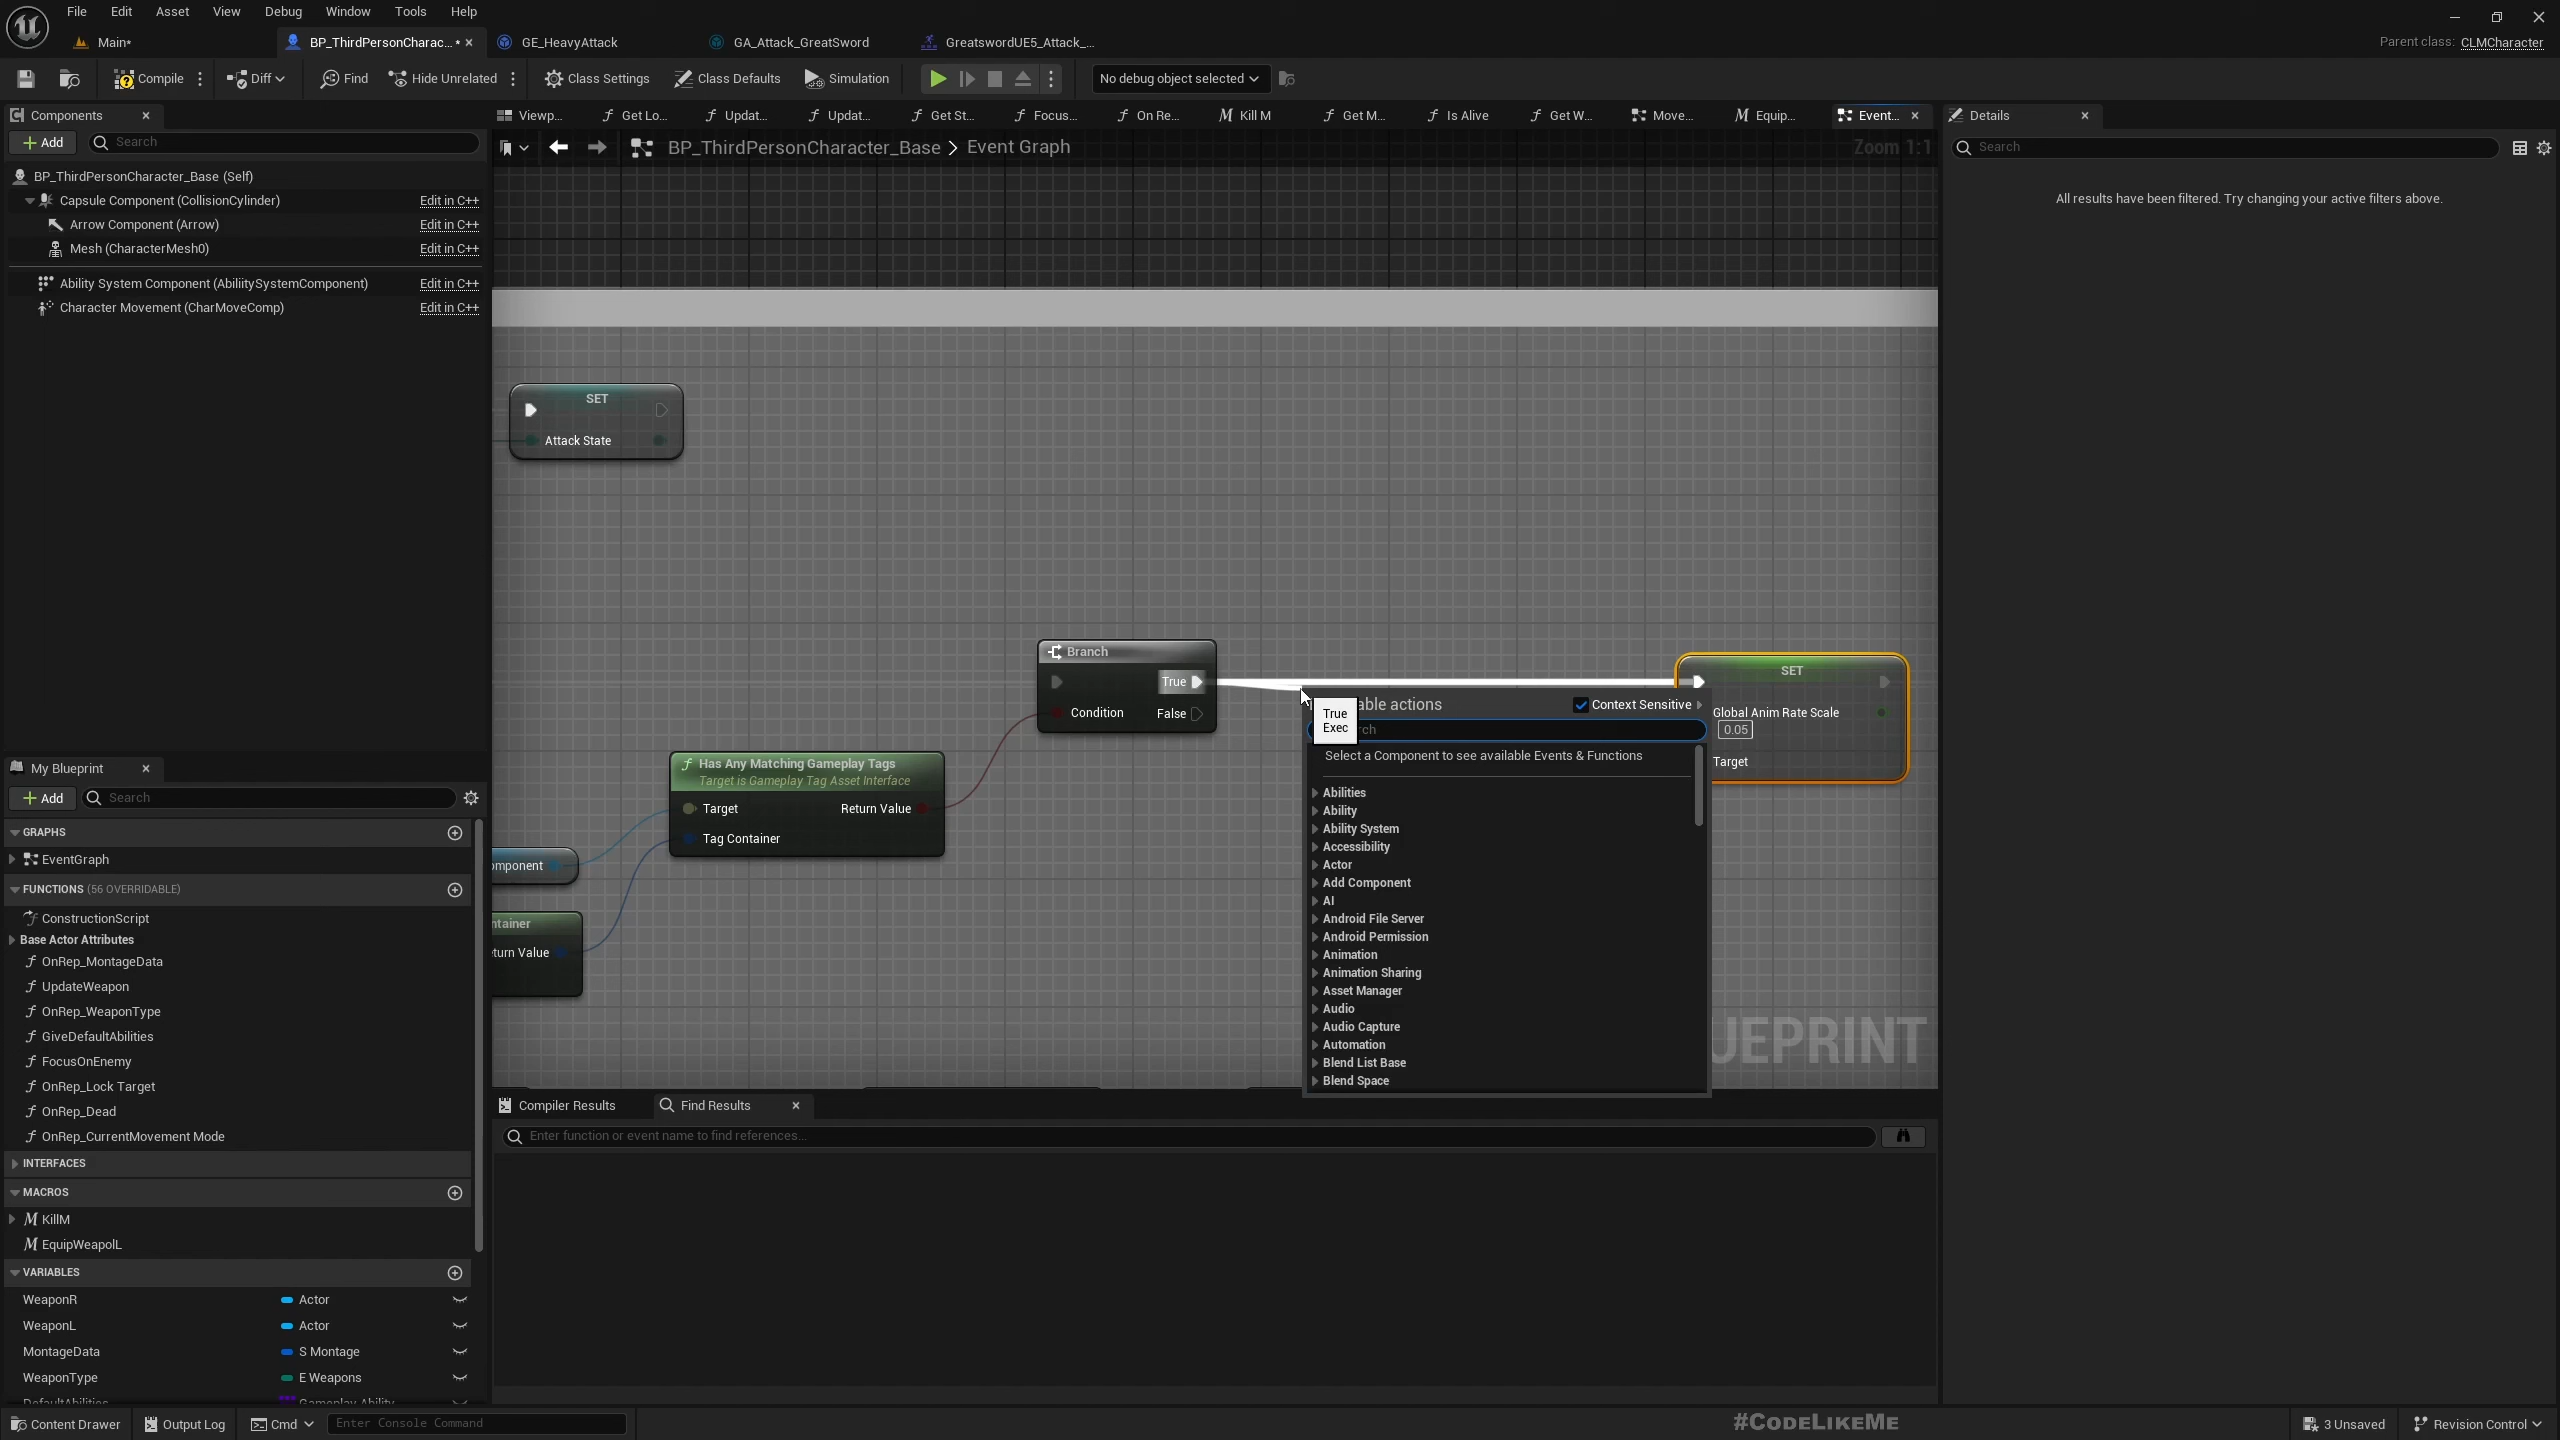 File Edit Asset View Debug Window Tools Help
Main*
BP_ThirdPersonCharac... *
GE_HeavyAttack
GA_Attack_GreatSword
GreatswordUE5_Attack_...
Parent class: CLMCharacter
Compile
Diff
Find
Hide Unrelated
Class Settings
Class Defaults
Simulation
No debug object selected
Components
Add
Search
BP_ThirdPersonCharacter_Base (Self)
Capsule Component (CollisionCylinder) Edit in C++
Arrow Component (Arrow) Edit in C++
Mesh (CharacterMesh0) Edit in C++
Ability System Component (AbiliitySystemComponent) Edit in C++
Character Movement (CharMoveComp) Edit in C++
Viewp...
Get Lo...
Updat...
Updat...
Get St...
Focus...
On Re...
Kill M
Get M...
Is Alive
Get W...
Move...
Equip...
Event...
BP_ThirdPersonCharacter_Base > Event Graph
Zoom 1:1
SET
Attack State
Branch
True
Condition False
Has Any Matching Gameplay Tags
Target is Gameplay Tag Asset Interface
Target Return Value
Tag Container
omponent
ntainer
eturn Value
SET
Global Anim Rate Scale
0.05
Target
able actions
Context Sensitive
True
Exec
rch
Select a Component to see available Events & Functions
Abilities
Ability
Ability System
Accessibility
Actor
Add Component
AI
Android File Server
Android Permission
Animation
Animation Sharing
Asset Manager
Audio
Audio Capture
Automation
Blend List Base
Blend Space
UEPRINT
Details
Search
All results have been filtered. Try changing your active filters above.
My Blueprint
Add
Search
GRAPHS
EventGraph
FUNCTIONS (56 OVERRIDABLE)
ConstructionScript
Base Actor Attributes
OnRep_MontageData
UpdateWeapon
OnRep_WeaponType
GiveDefaultAbilities
FocusOnEnemy
OnRep_Lock Target
OnRep_Dead
OnRep_CurrentMovement Mode
INTERFACES
MACROS
KillM
EquipWeapolL
VARIABLES
WeaponR Actor
WeaponL Actor
MontageData S Montage
WeaponType E Weapons
DefaultAbilities Gameplay Ability
Compiler Results
Find Results
Enter function or event name to find references...
Content Drawer
Output Log
Cmd
Enter Console Command
#CODELIKEME
3 Unsaved
Revision Control